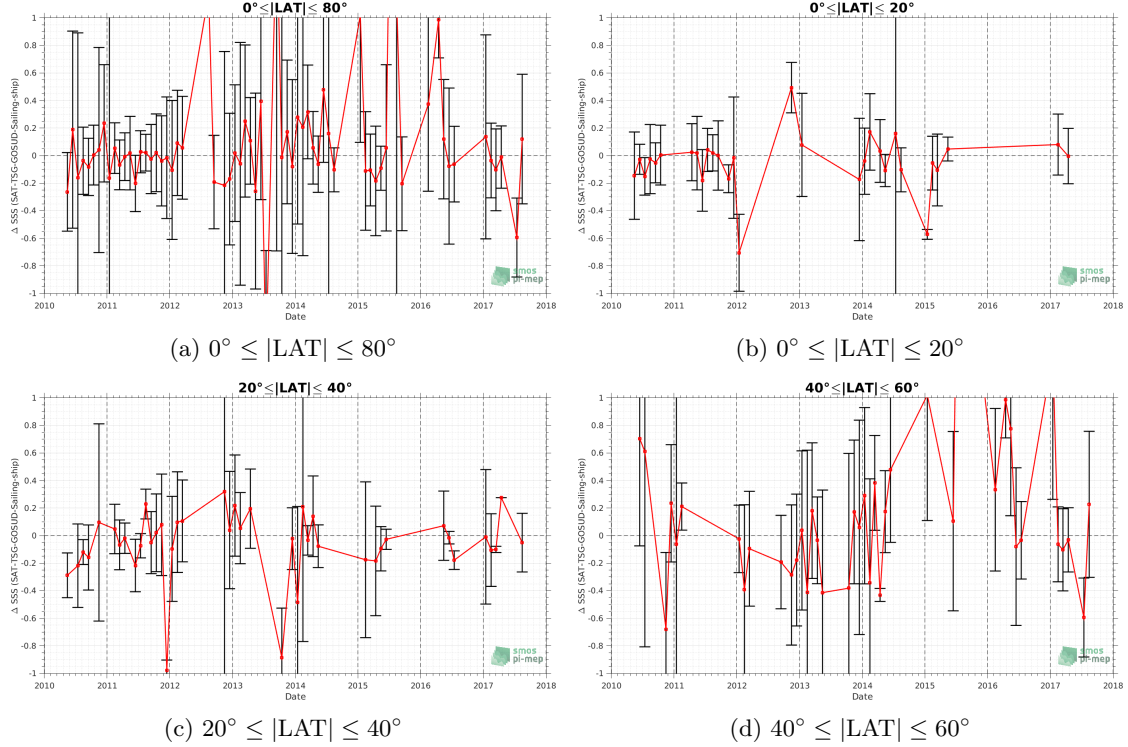 0°≤|LAT|≤ 80°
Δ SSS (SAT-TSG-GOSUD-Sailing-ship)
1
0.8
0.6
0.4
0.2
0
-0.2
-0.4
-0.6
-0.8
-1
smos
pi-mep
2010 2011 2012 2013 2014 2015 2016 2017 2018
Date
(a) 0° ≤ |LAT| ≤ 80°
0°≤|LAT|≤ 20°
Δ SSS (SAT-TSG-GOSUD-Sailing-ship)
1
0.8
0.6
0.4
0.2
0
-0.2
-0.4
-0.6
-0.8
-1
smos
pi-mep
2010 2011 2012 2013 2014 2015 2016 2017 2018
Date
(b) 0° ≤ |LAT| ≤ 20°
20°≤|LAT|≤ 40°
Δ SSS (SAT-TSG-GOSUD-Sailing-ship)
1
0.8
0.6
0.4
0.2
0
-0.2
-0.4
-0.6
-0.8
-1
smos
pi-mep
2010 2011 2012 2013 2014 2015 2016 2017 2018
Date
(c) 20° ≤ |LAT| ≤ 40°
40°≤|LAT|≤ 60°
Δ SSS (SAT-TSG-GOSUD-Sailing-ship)
1
0.8
0.6
0.4
0.2
0
-0.2
-0.4
-0.6
-0.8
-1
smos
pi-mep
2010 2011 2012 2013 2014 2015 2016 2017 2018
Date
(d) 40° ≤ |LAT| ≤ 60°